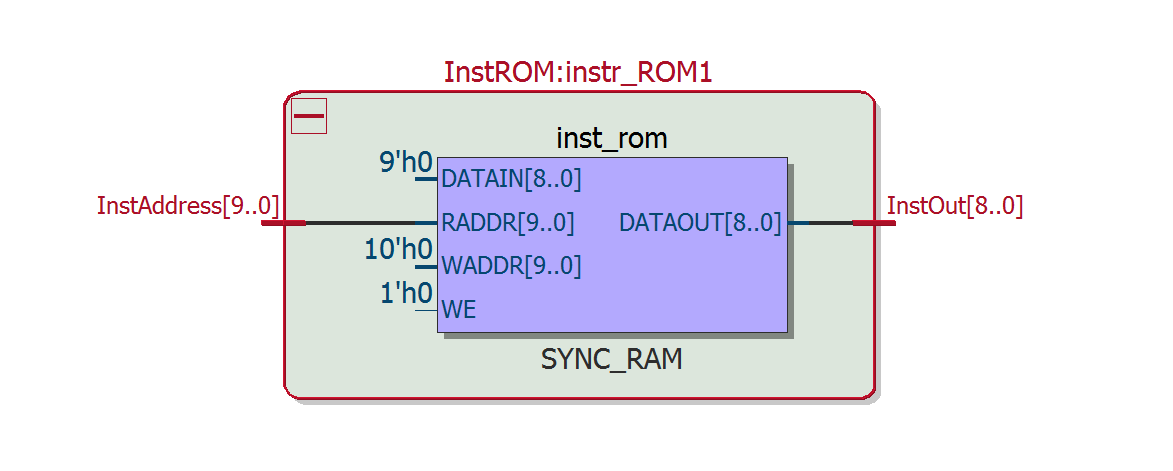 InstROM:instr_ROM1
inst_rom
9'h0
DATAIN[8..0]
InstAddress[9..0]
RADDR[9..0]
DATAOUT[8..0]
InstOut[8..0]
10'h0
WADDR[9..0]
1'h0
WE
SYNC_RAM